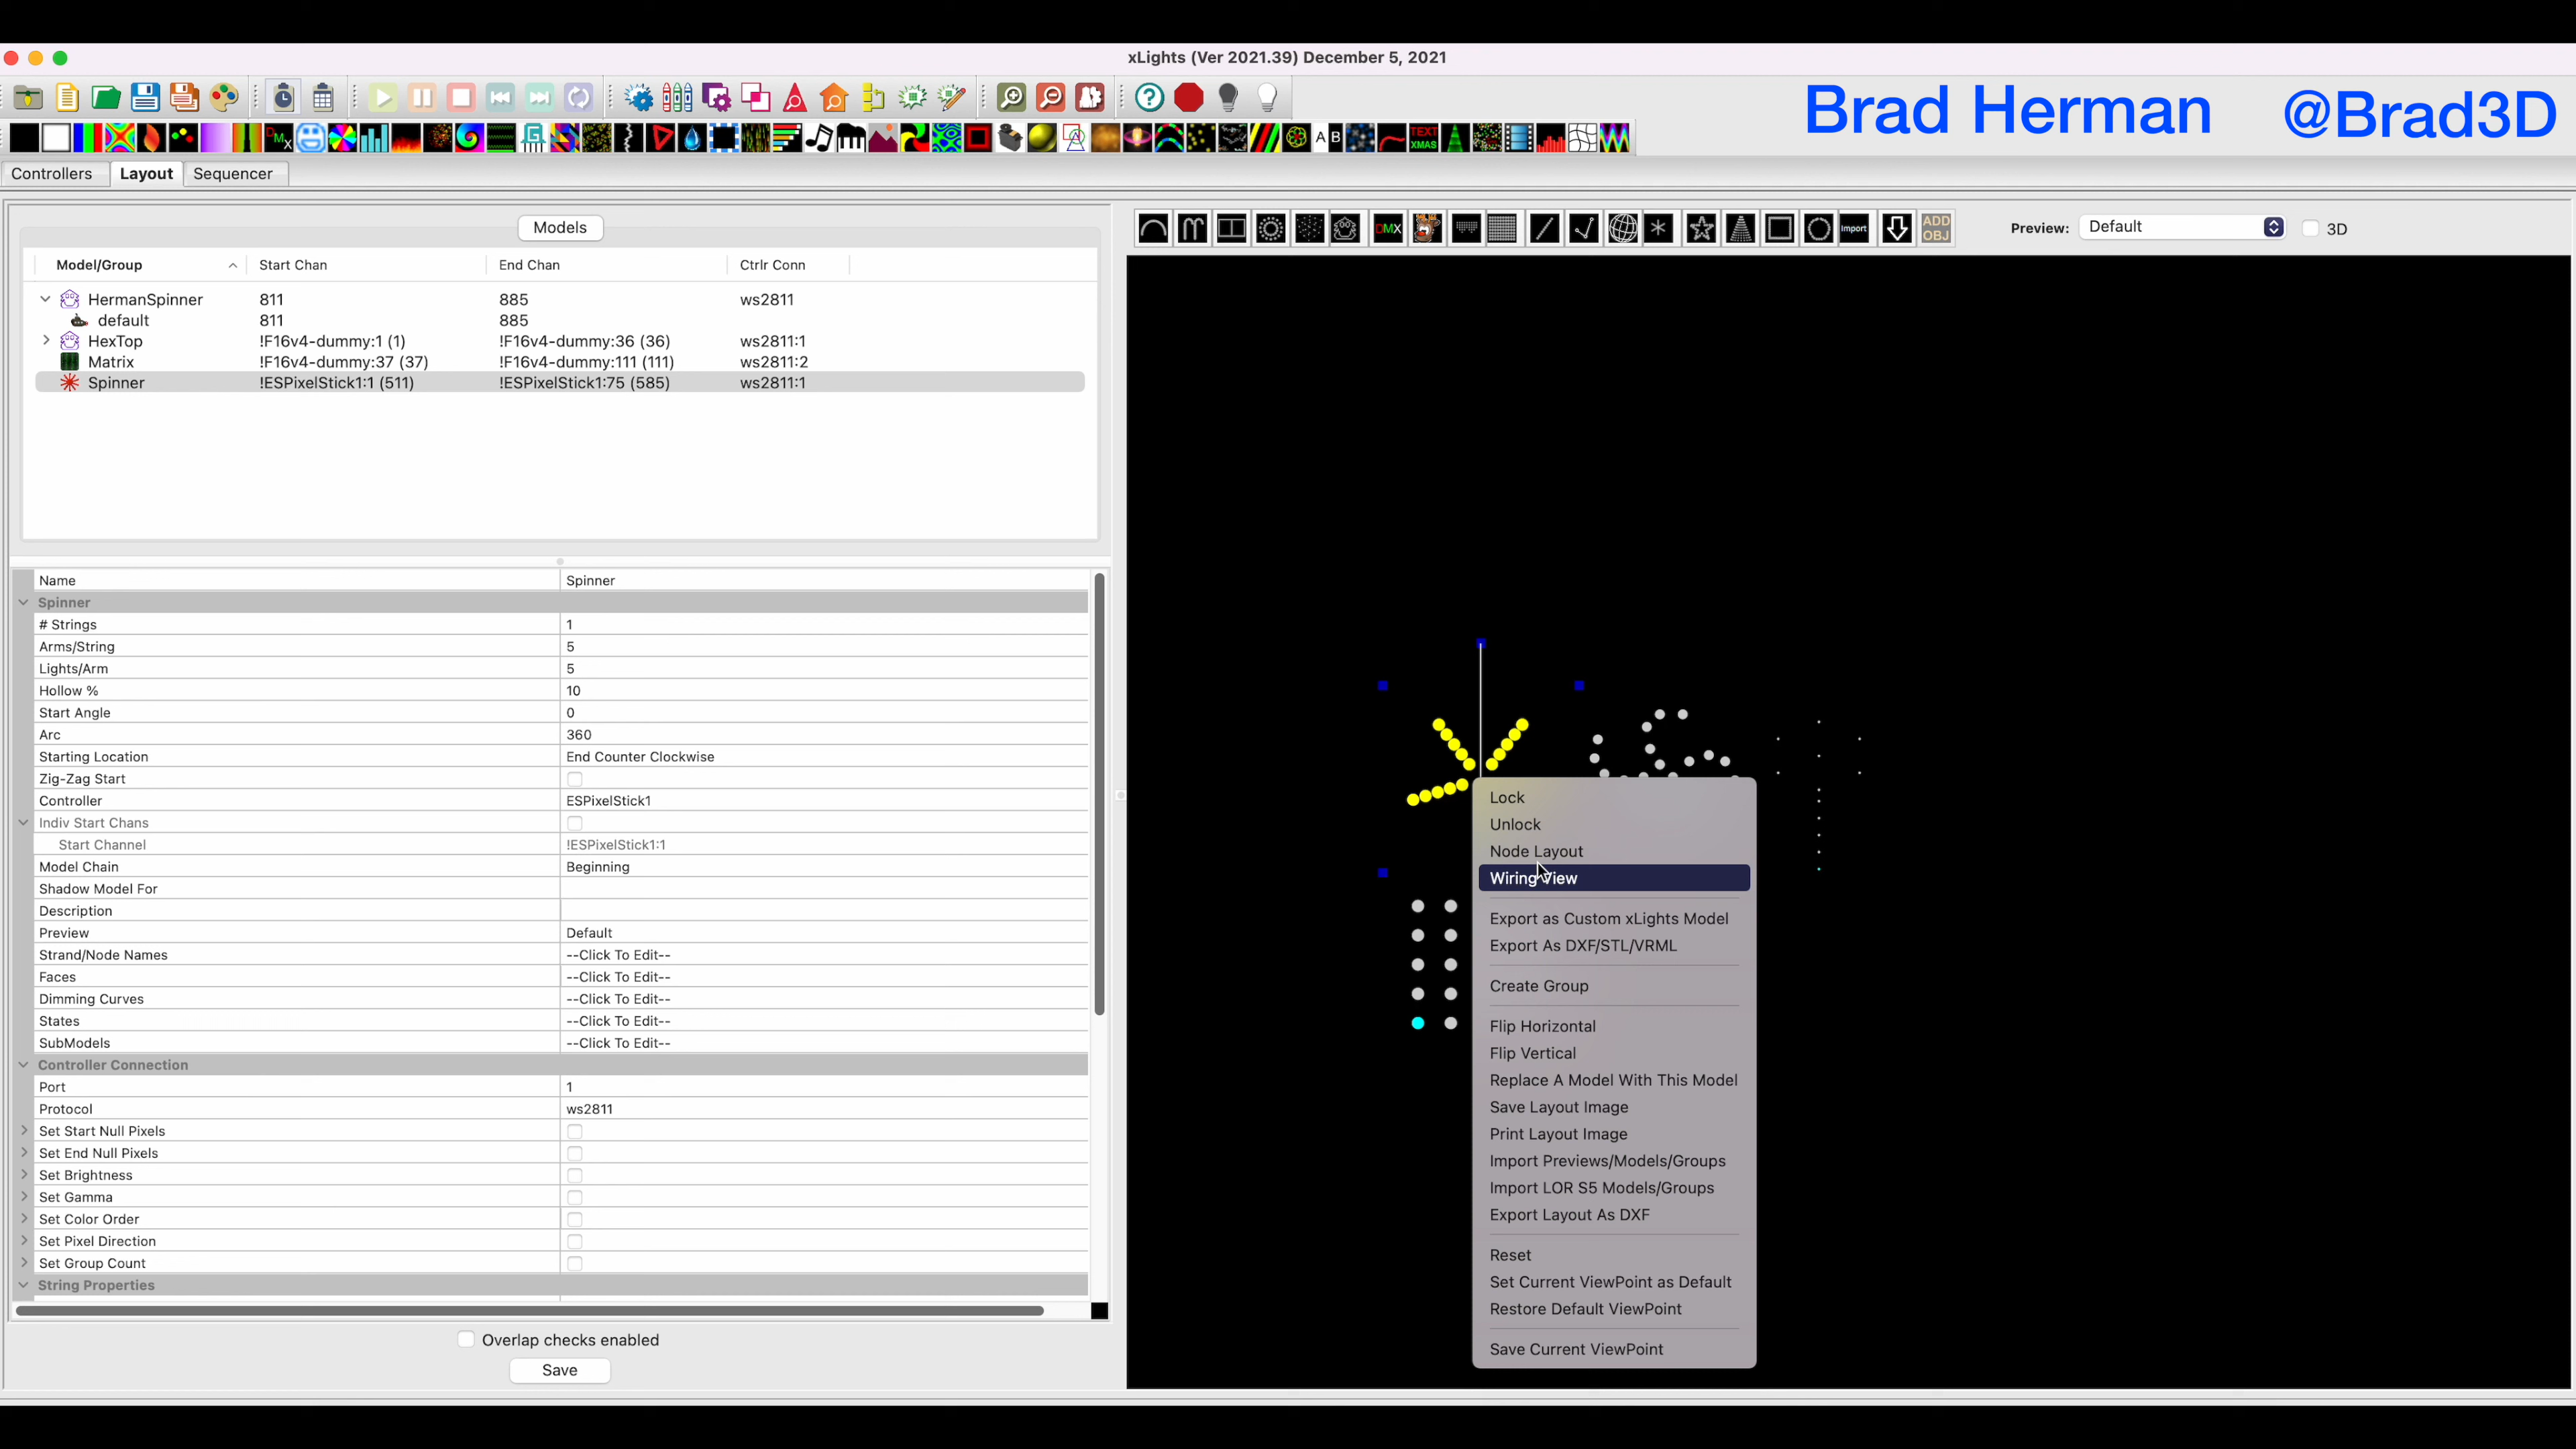 xLights (Ver 2021.39) December 5, 2021
Brad Herman @Brad3D
DMX
A B
TEXT
XMAS
Controllers Layout Sequencer
Models
DMX
Import
ADD
OBJ
Preview: Default 3D
Model/Group Start Chan End Chan Ctrlr Conn
HermanSpinner 811 885 ws2811
default 811 885
HexTop !F16v4-dummy:1 (1) !F16v4-dummy:36 (36) ws2811:1
Matrix !F16v4-dummy:37 (37) !F16v4-dummy:111 (111) ws2811:2
Spinner !ESPixelStick1:1 (511) !ESPixelStick1:75 (585) ws2811:1
Name Spinner
Spinner
# Strings 1
Arms/String 5
Lights/Arm 5
Hollow % 10
Start Angle 0
Arc 360
Starting Location End Counter Clockwise
Zig-Zag Start
Controller ESPixelStick1
Indiv Start Chans
Start Channel !ESPixelStick1:1
Model Chain Beginning
Shadow Model For
Description
Preview Default
Strand/Node Names --Click To Edit--
Faces --Click To Edit--
Dimming Curves --Click To Edit--
States --Click To Edit--
SubModels --Click To Edit--
Controller Connection
Port 1
Protocol ws2811
Set Start Null Pixels
Set End Null Pixels
Set Brightness
Set Gamma
Set Color Order
Set Pixel Direction
Set Group Count
String Properties
Overlap checks enabled
Save
Lock
Unlock
Node Layout
Wiring View
Export as Custom xLights Model
Export As DXF/STL/VRML
Create Group
Flip Horizontal
Flip Vertical
Replace A Model With This Model
Save Layout Image
Print Layout Image
Import Previews/Models/Groups
Import LOR S5 Models/Groups
Export Layout As DXF
Reset
Set Current ViewPoint as Default
Restore Default ViewPoint
Save Current ViewPoint